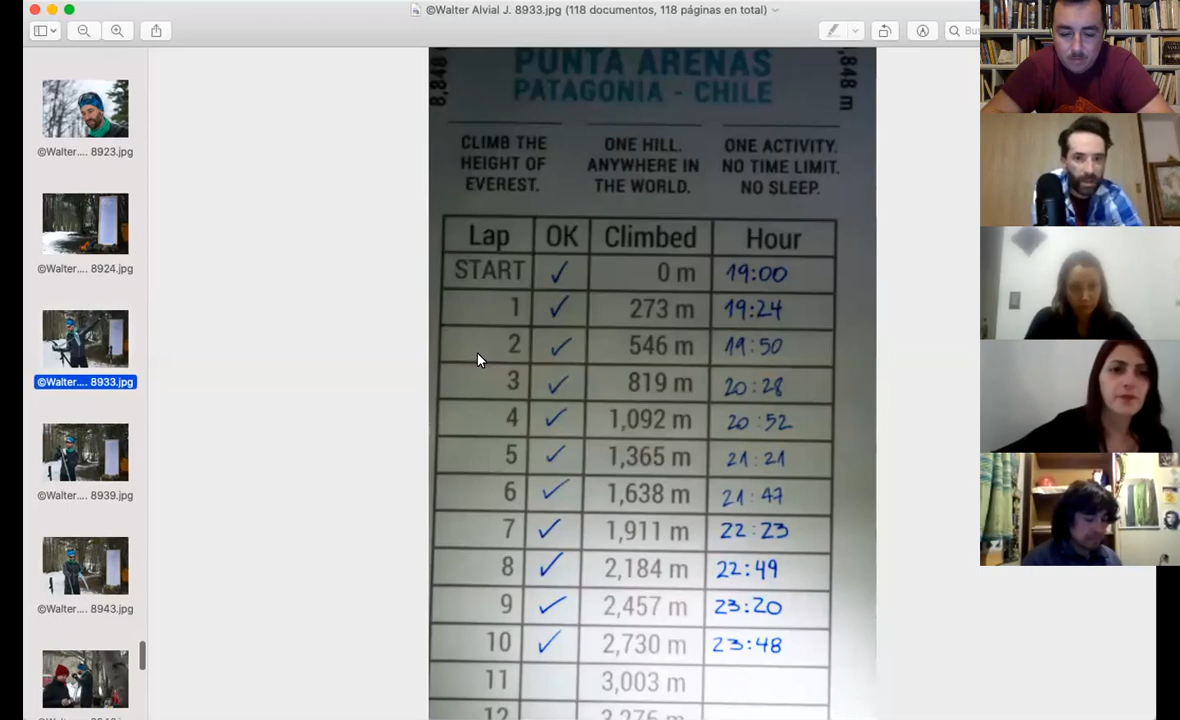 ©Walter Alvial J. 8933.jpg (118 documentos, 118 páginas en total)
Bus
©Walter.... 8923.jpg
©Walter.... 8924.jpg
©Walter.... 8933.jpg
©Walter.... 8939.jpg
©Walter.... 8943.jpg
PUNTA ARENAS
PATAGONIA - CHILE
CLIMB THE
HEIGHT OF
EVEREST.
ONE HILL.
ANYWHERE IN
THE WORLD.
ONE ACTIVITY.
NO TIME LIMIT.
NO SLEEP.
Lap OK Climbed Hour
START ✓ 0 m 19:00
1 ✓ 273 m 19:24
2 ✓ 546 m 19:50
3 ✓ 819 m 20:28
4 ✓ 1,092 m 20:52
5 ✓ 1,365 m 21:21
6 ✓ 1,638 m 21:47
7 ✓ 1,911 m 22:23
8 ✓ 2,184 m 22:49
9 ✓ 2,457 m 23:20
10 ✓ 2,730 m 23:48
11 3,003 m
12 3,276 m